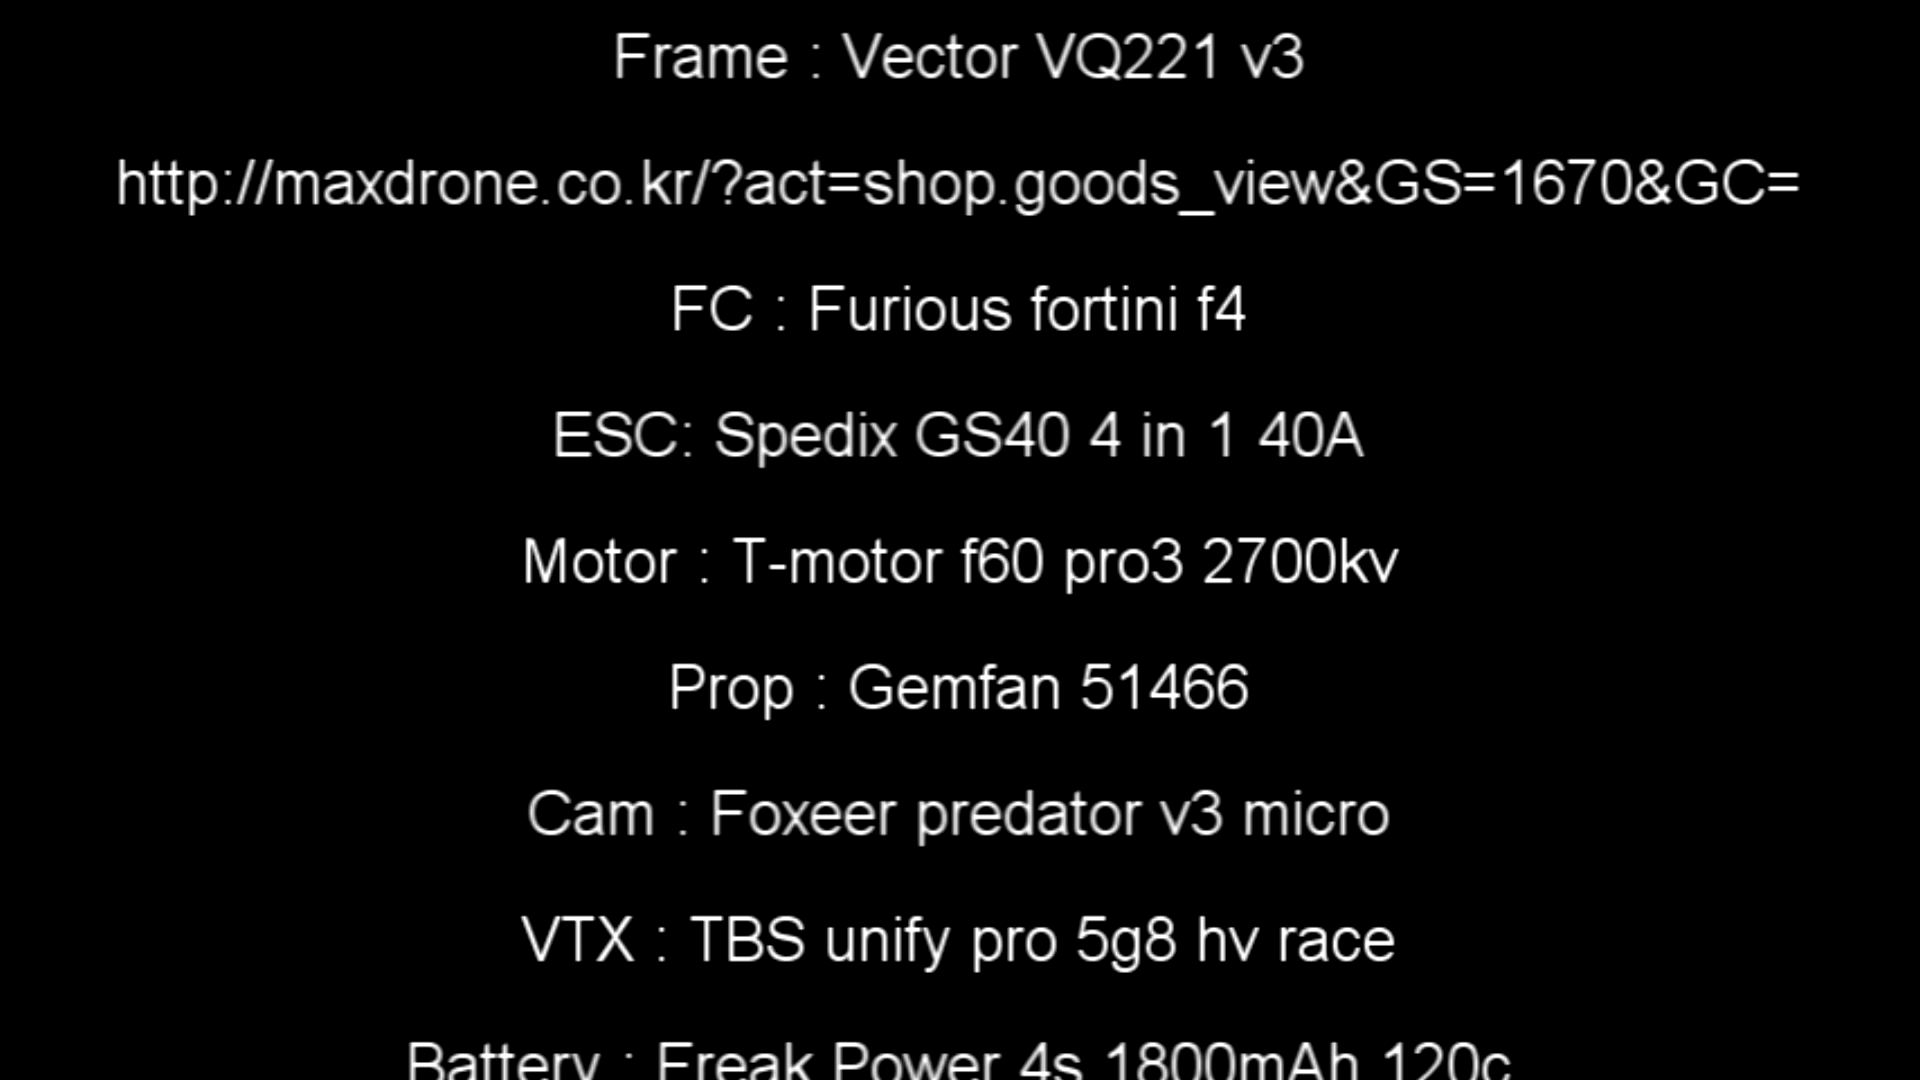 Frame : Vector VQ221 v3
http://maxdrone.co.kr/?act=shop.goods_view&GS=1670&GC=
FC : Furious fortini f4
ESC: Spedix GS40 4 in 1 40A
Motor : T-motor f60 pro3 2700kv
Prop : Gemfan 51466
Cam : Foxeer predator v3 micro
VTX : TBS unify pro 5g8 hv race
Battery : Freak Power 4s 1800mAh 120c